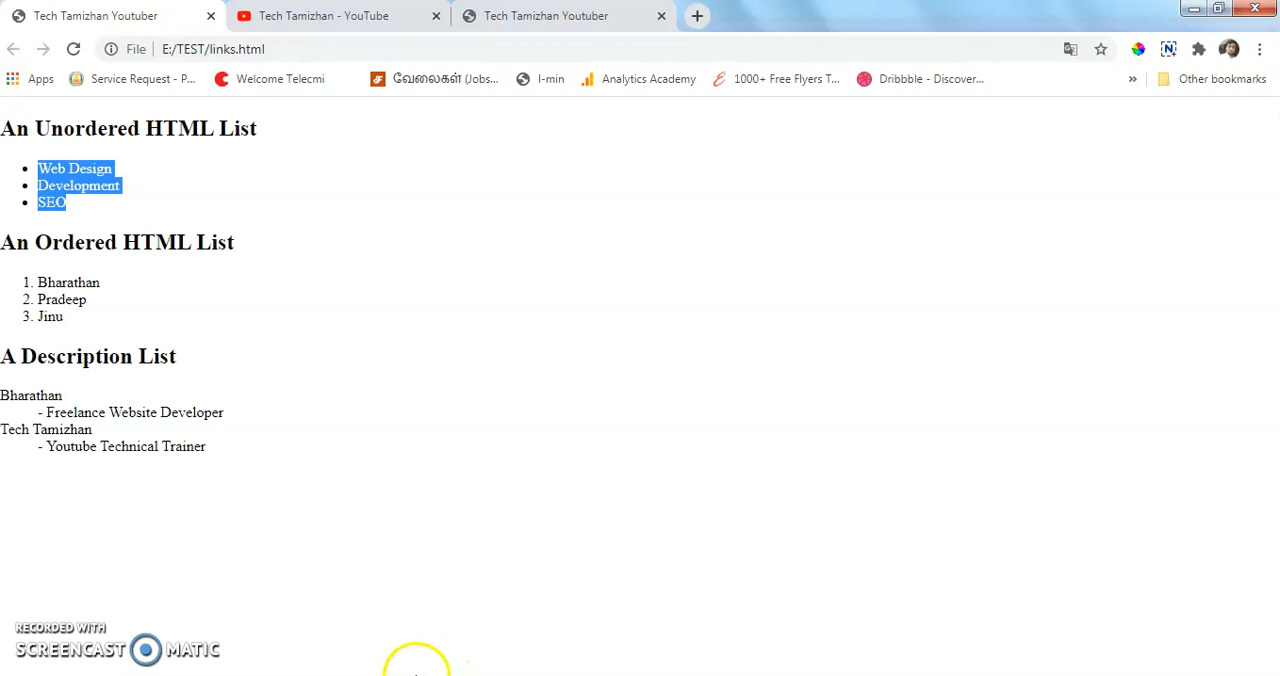 Tech Tamizhan Youtuber
Tech Tamizhan - YouTube
Tech Tamizhan Youtuber
File | E:/TEST/links.html
Apps
Service Request - P...
Welcome Telecmi
வேலைகள் (Jobs...
I-min
Analytics Academy
1000+ Free Flyers T...
Dribbble - Discover...
»
Other bookmarks
An Unordered HTML List
• Web Design
• Development
• SEO
An Ordered HTML List
1. Bharathan
2. Pradeep
3. Jinu
A Description List
Bharathan
- Freelance Website Developer
Tech Tamizhan
- Youtube Technical Trainer
RECORDED WITH
SCREENCAST MATIC